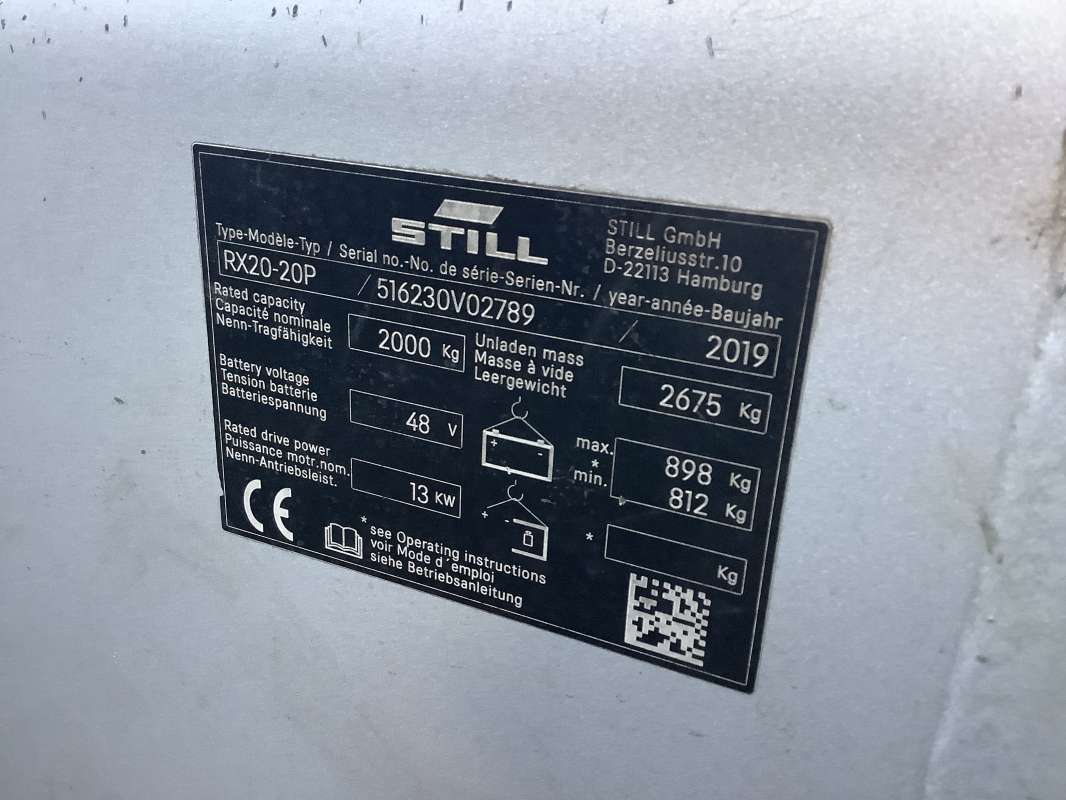 STILL
STILL GmbH
Berzeliusstr.10
D-22113 Hamburg
Type-Modèle-Typ / Serial no.-No. de série-Serien-Nr. / year-année-Baujahr
RX20-20P / 516230V02789 / 2019
Rated capacity
Capacité nominale
Nenn-Tragfähigkeit
2000 Kg
Unladen mass
Masse à vide
Leergewicht
2675 Kg
Battery voltage
Tension batterie
Batteriespannung
48 V
+ -
max.
*
min.
898 Kg
812 Kg
Rated drive power
Puissance motr.nom.
Nenn-Antriebsleist.
13 KW
+ -
* Kg
CE
* see Operating instructions
voir Mode d'emploi
siehe Betriebsanleitung